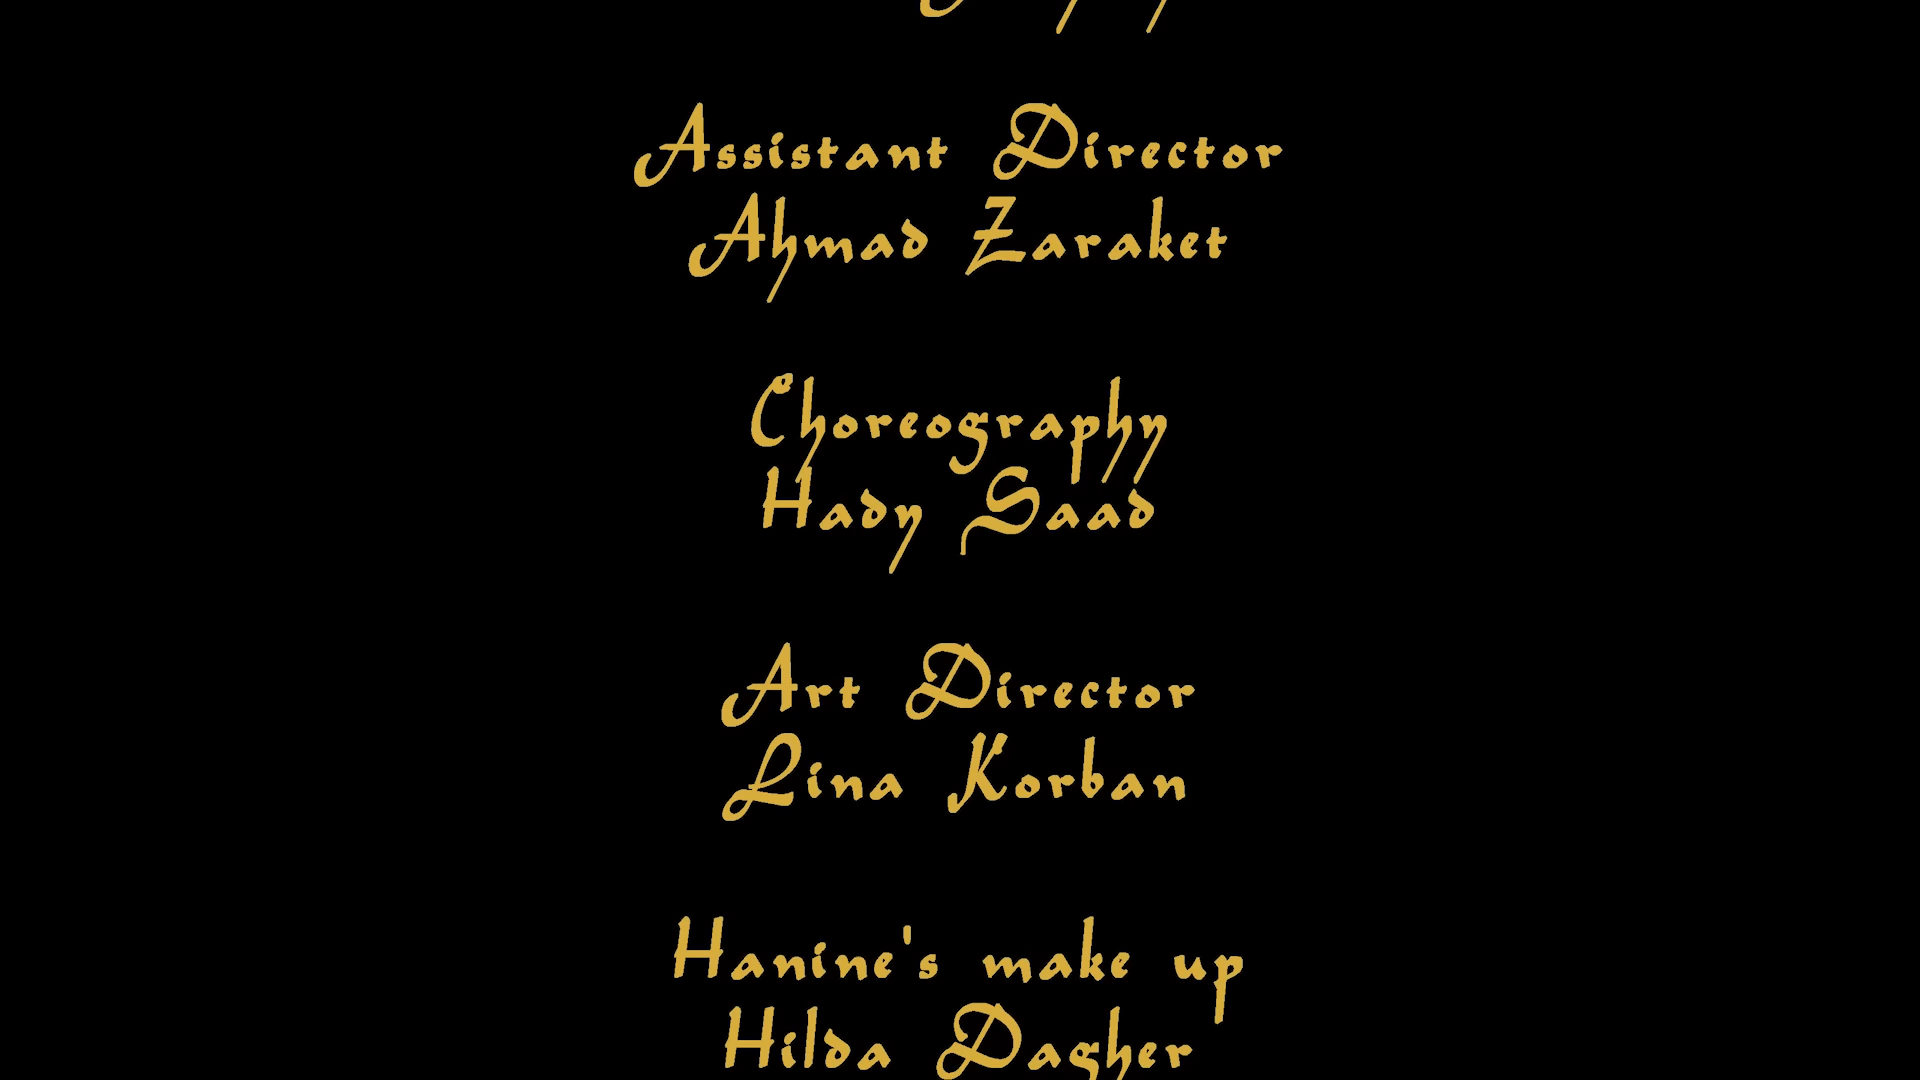 Assistant Director
Ahmad Zaraket
Choreography
Hady Saad
Art Director
Lina Korban
Hanine's make up
Hilda Dagher